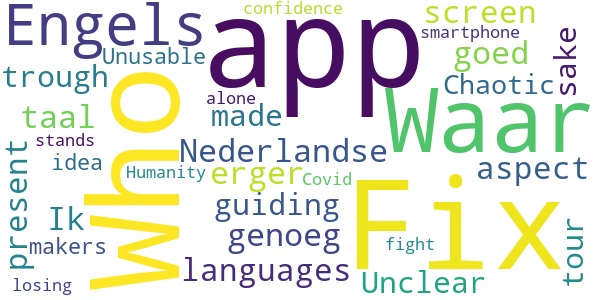 Engels
confidence
app
screen
smartphone
Unusable
goed
sake
trough
Who
alone
Waar
Chaotic
taal
made
stands
Nederlandse
aspect
present
Ik
idea
Humanity
erger
Covid
Fix
guiding
genoeg
makers
fight
tour
losing
languages
Unclear